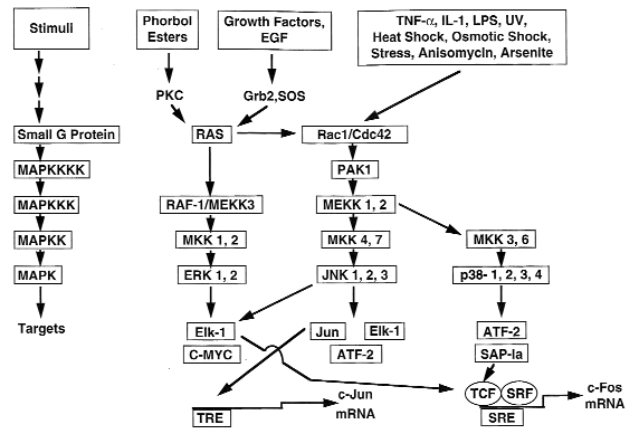 Stimuli
Phorbol
Esters
Growth Factors,
EGF
TNF-α, IL-1, LPS, UV,
Heat Shock, Osmotic Shock,
Stress, Anisomycin, Arsenite
PKC
Grb2,SOS
Small G Protein
RAS
Rac1/Cdc42
MAPKKKK
PAK1
MAPKKK
RAF-1/MEKK3
MEKK 1, 2
MAPKK
MKK 1, 2
MKK 4, 7
MKK 3, 6
MAPK
ERK 1, 2
JNK 1, 2, 3
p38- 1, 2, 3, 4
Targets
Elk-1
Jun
Elk-1
ATF-2
C-MYC
ATF-2
SAP-Ia
TCF
SRF
c-Fos
mRNA
c-Jun
mRNA
TRE
SRE